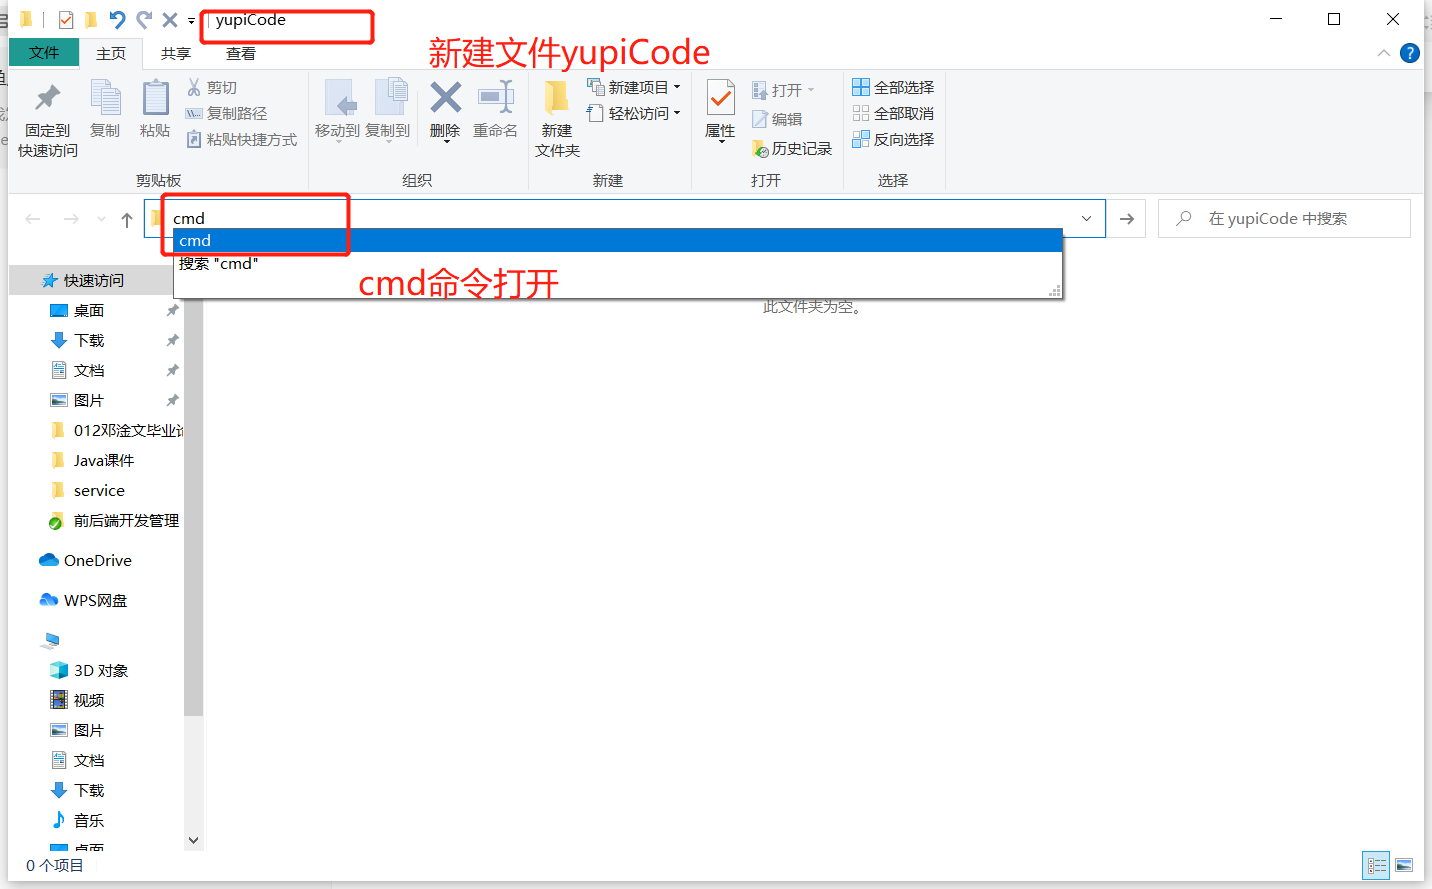 yupiCode
新建文件yupiCode
文件 主页 共享 查看
固定到
快速访问
复制
粘贴
剪切
复制路径
粘贴快捷方式
剪贴板
移动到 复制到 删除 重命名
组织
新建
文件夹
新建项目
轻松访问
新建
属性
打开
编辑
历史记录
打开
全部选择
全部取消
反向选择
选择
cmd
在 yupiCode 中搜索
cmd
搜索 "cmd"
cmd命令打开
此文件夹为空。
快速访问
桌面
下载
文档
图片
012邓淦文毕业
Java课件
service
前后端开发管理
OneDrive
WPS网盘
3D 对象
视频
图片
文档
下载
音乐
桌面
0 个项目